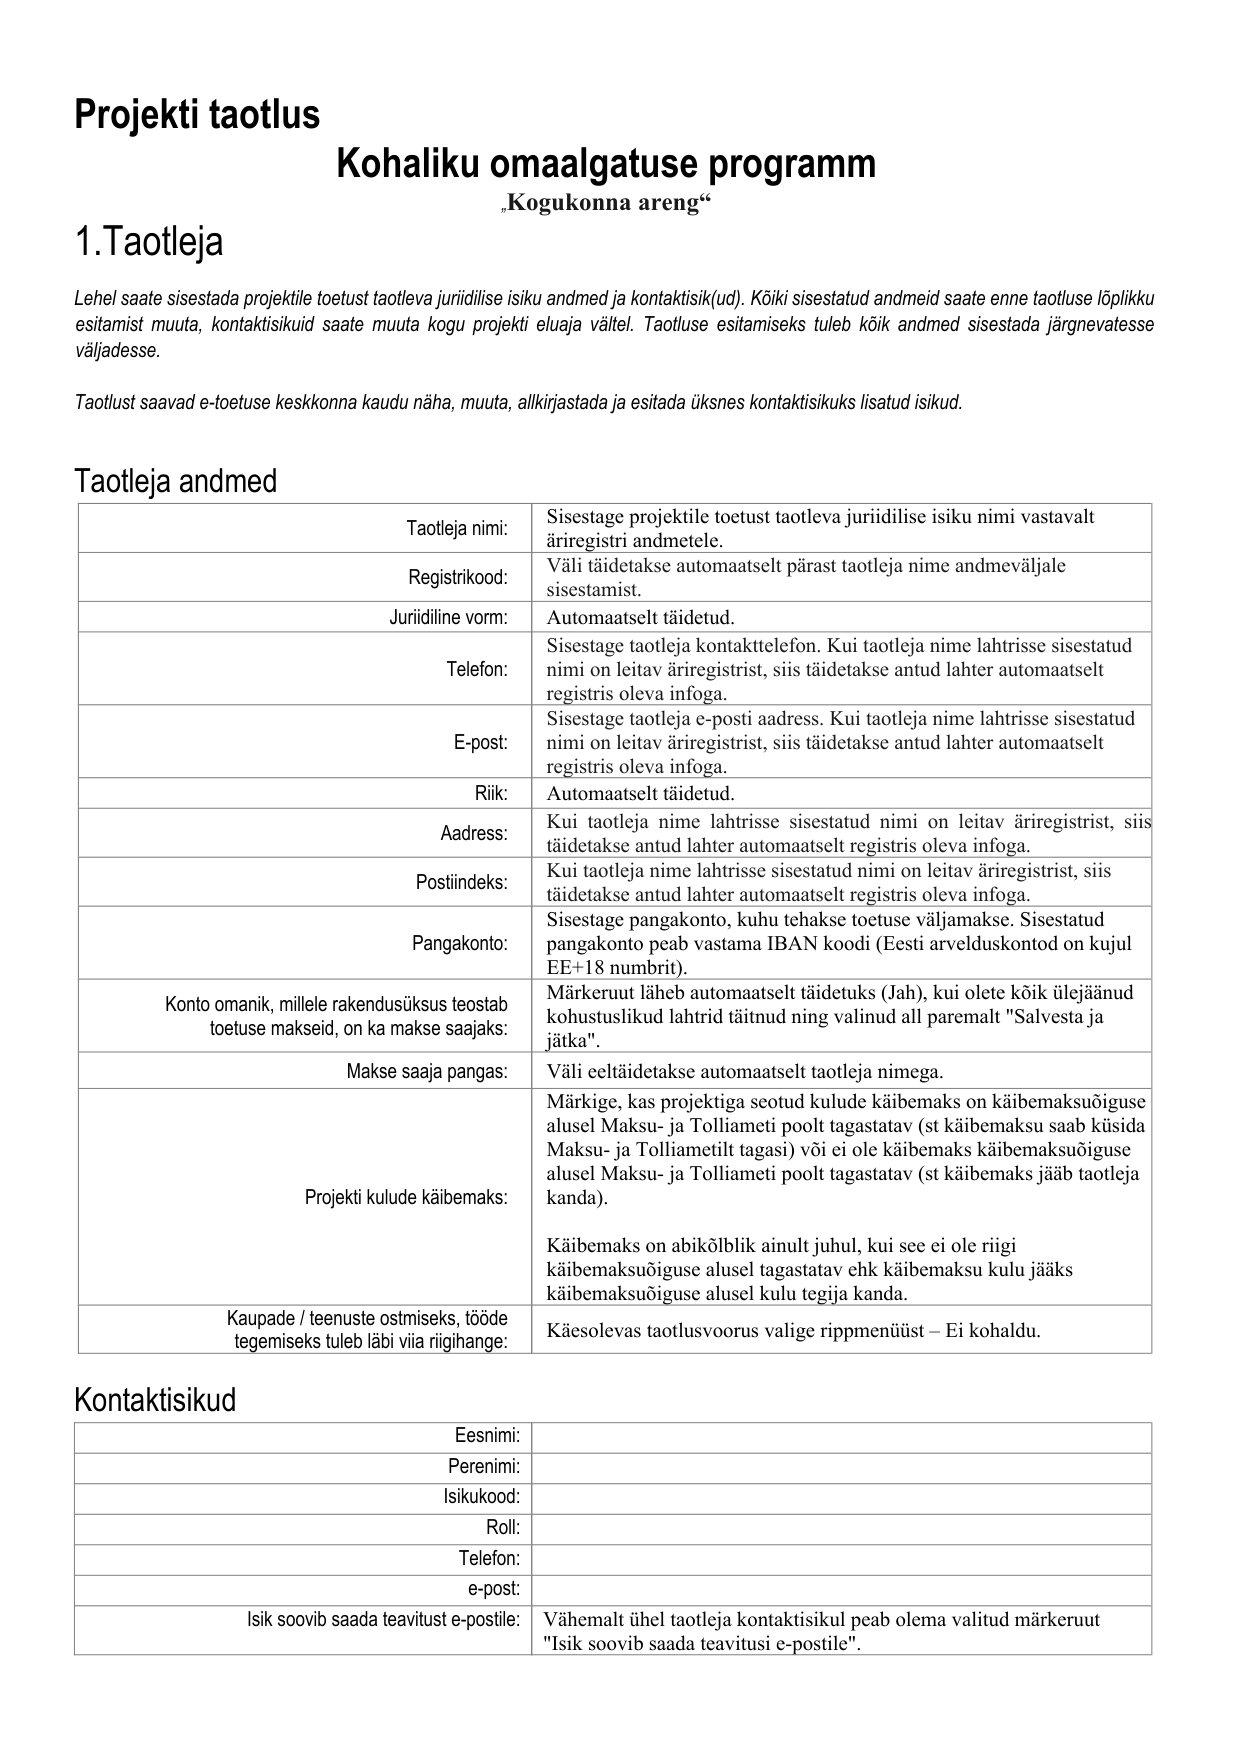 Projekti taotlus
Kohaliku omaalgatuse programm
„Kogukonna areng“
1.Taotleja
Lehel saate sisestada projektile toetust taotleva juriidilise isiku andmed ja kontaktisik(ud). Kõiki sisestatud andmeid saate enne taotluse lõplikku
esitamist muuta, kontaktisikuid saate muuta kogu projekti eluaja vältel. Taotluse esitamiseks tuleb kõik andmed sisestada järgnevatesse
väljadesse.
Taotlust saavad e-toetuse keskkonna kaudu näha, muuta, allkirjastada ja esitada üksnes kontaktisikuks lisatud isikud.
Taotleja andmed
Taotleja nimi:
Sisestage projektile toetust taotleva juriidilise isiku nimi vastavalt
äriregistri andmetele.
Registrikood:
Väli täidetakse automaatselt pärast taotleja nime andmeväljale
sisestamist.
Juriidiline vorm:
Automaatselt täidetud.
Telefon:
Sisestage taotleja kontakttelefon. Kui taotleja nime lahtrisse sisestatud
nimi on leitav äriregistrist, siis täidetakse antud lahter automaatselt
registris oleva infoga.
E-post:
Sisestage taotleja e-posti aadress. Kui taotleja nime lahtrisse sisestatud
nimi on leitav äriregistrist, siis täidetakse antud lahter automaatselt
registris oleva infoga.
Riik:
Automaatselt täidetud.
Aadress:
Kui taotleja nime lahtrisse sisestatud nimi on leitav äriregistrist, siis
täidetakse antud lahter automaatselt registris oleva infoga.
Postiindeks:
Kui taotleja nime lahtrisse sisestatud nimi on leitav äriregistrist, siis
täidetakse antud lahter automaatselt registris oleva infoga.
Pangakonto:
Sisestage pangakonto, kuhu tehakse toetuse väljamakse. Sisestatud
pangakonto peab vastama IBAN koodi (Eesti arvelduskontod on kujul
EE+18 numbrit).
Konto omanik, millele rakendusüksus teostab
toetuse makseid, on ka makse saajaks:
Märkeruut läheb automaatselt täidetuks (Jah), kui olete kõik ülejäänud
kohustuslikud lahtrid täitnud ning valinud all paremalt "Salvesta ja
jätka".
Makse saaja pangas:
Väli eeltäidetakse automaatselt taotleja nimega.
Projekti kulude käibemaks:
Märkige, kas projektiga seotud kulude käibemaks on käibemaksuõiguse
alusel Maksu- ja Tolliameti poolt tagastatav (st käibemaksu saab küsida
Maksu- ja Tolliametilt tagasi) või ei ole käibemaks käibemaksuõiguse
alusel Maksu- ja Tolliameti poolt tagastatav (st käibemaks jääb taotleja
kanda).
Käibemaks on abikõlblik ainult juhul, kui see ei ole riigi
käibemaksuõiguse alusel tagastatav ehk käibemaksu kulu jääks
käibemaksuõiguse alusel kulu tegija kanda.
Kaupade / teenuste ostmiseks, tööde
tegemiseks tuleb läbi viia riigihange:
Käesolevas taotlusvoorus valige rippmenüüst – Ei kohaldu.
Kontaktisikud
Eesnimi:
Perenimi:
Isikukood:
Roll:
Telefon:
e-post:
Isik soovib saada teavitust e-postile:
Vähemalt ühel taotleja kontaktisikul peab olema valitud märkeruut
"Isik soovib saada teavitusi e-postile".